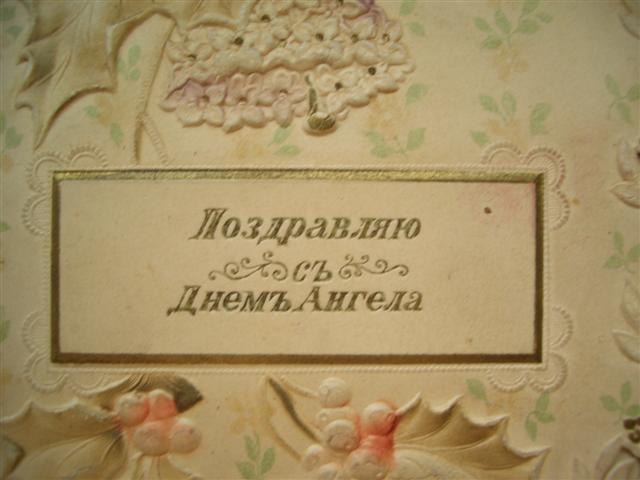 Поздравляю
съ
Днемъ Ангела